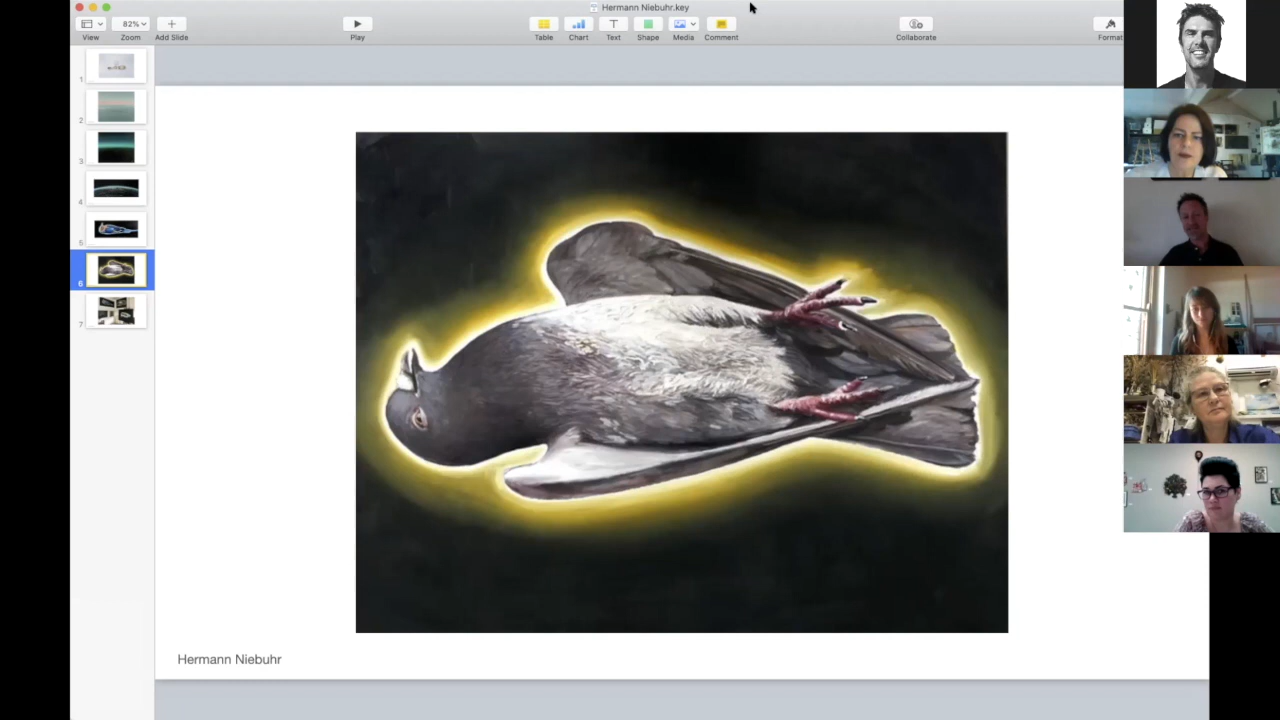 Hermann Niebuhr.key
82%
View
Zoom
Add Slide
Play
Table
Chart
Text
Shape
Media
Comment
Collaborate
Format
1
2
3
4
5
6
7
Hermann Niebuhr